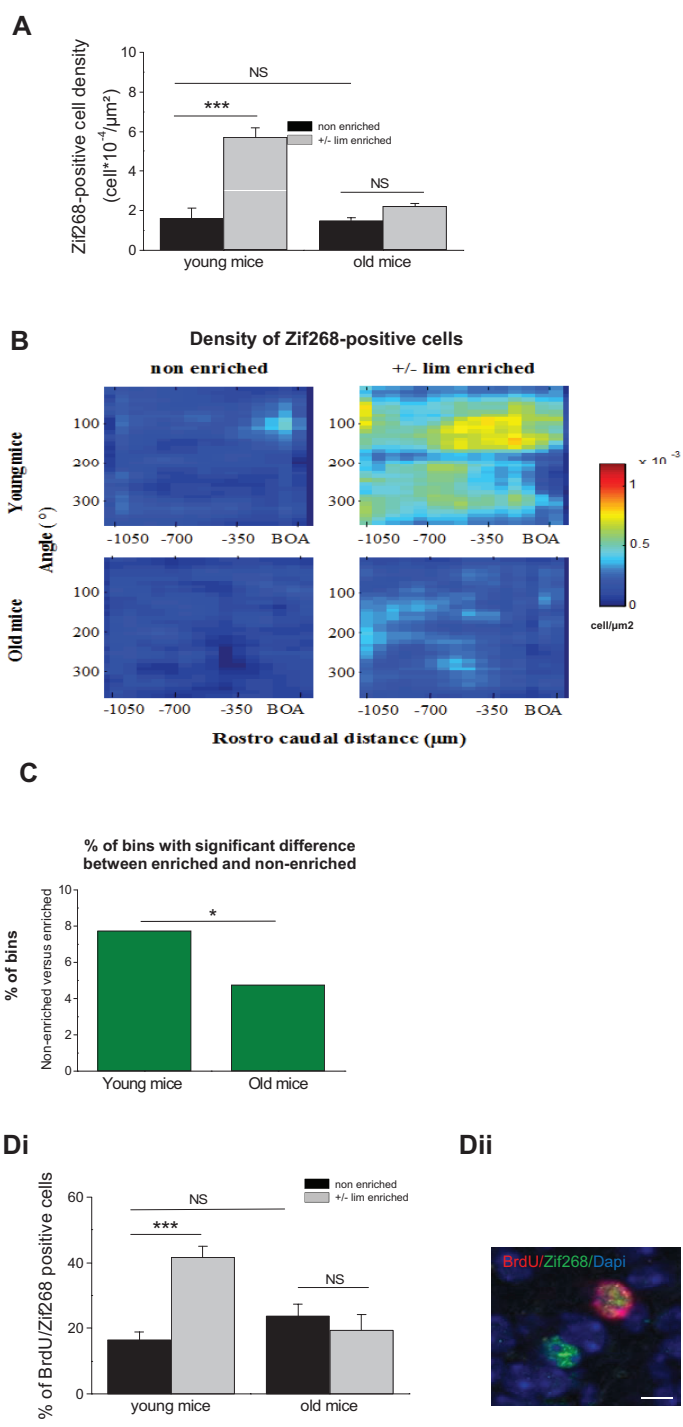 A
Zif268-positive cell density
(cell*10⁻⁴/µm²)
10
8
6
4
2
0
NS
***
non enriched
+/- lim enriched
NS
young mice
old mice
B
Density of Zif268-positive cells
non enriched
+/- lim enriched
Young mice
Old mice
Angle (°)
100
200
300
-1050 -700 -350 BOA
-1050 -700 -350 BOA
100
200
300
-1050 -700 -350 BOA
-1050 -700 -350 BOA
× 10⁻³
1
0.5
0
cell/µm2
Rostro caudal distance (µm)
C
% of bins with significant difference
between enriched and non-enriched
% of bins
Non-enriched versus enriched
10
8
6
4
2
0
*
Young mice
Old mice
Di
% of BrdU/Zif268 positive cells
60
40
20
0
NS
***
non enriched
+/- lim enriched
NS
young mice
old mice
Dii
BrdU/Zif268/Dapi